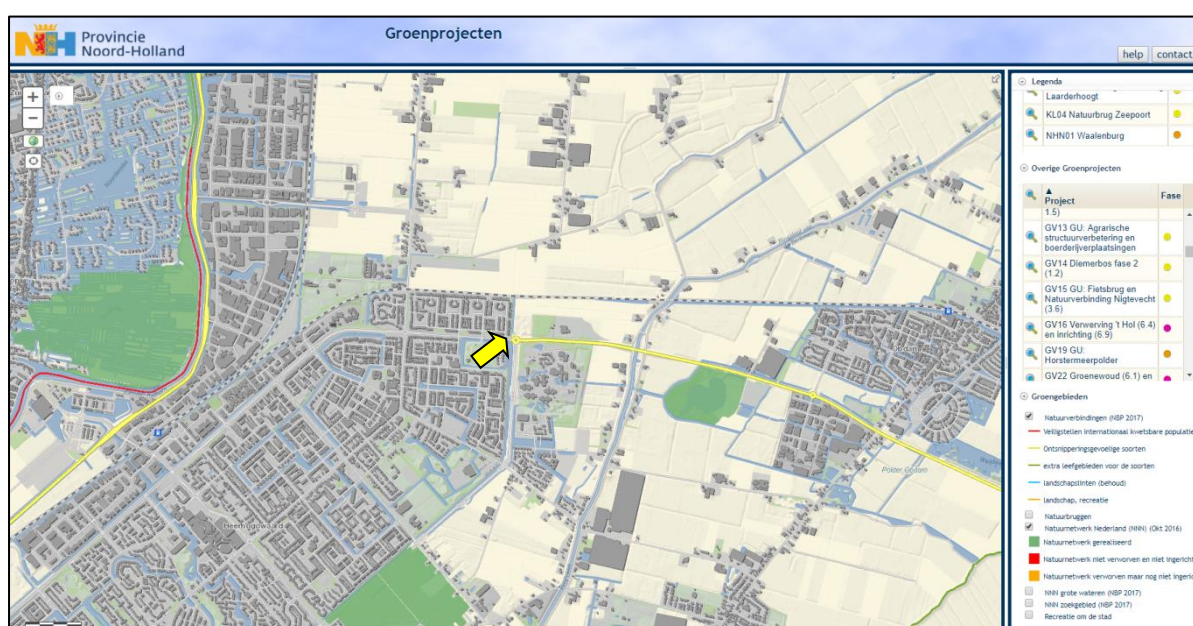 Provincie
Noord-Holland
Groenprojecten
help
contact
Legenda
Laarderhoogt
KL04 Natuurbrug Zeepoort
NHN01 Waalenburg
Overige Groenprojecten
Project
Fase
1.5)
GV13 GU: Agrarische
structuurverbetering en
boerderijverplaatsingen
GV14 Diemerbos fase 2
(1.2)
GV15 GU: Fietsbrug en
Natuurverbinding Nigtevecht
(3.6)
GV16 Verwerving 't Hol (6.4)
en inrichting (6.9)
GV19 GU:
Horstermeerpolder
GV22 Groenewoud (6.1) en
Groengebieden
Natuurverbindingen (NBP 2017)
Veiligstellen internationaal kwetsbare populatie
Ontsnipperingsgevoelige soorten
extra leefgebieden voor de soorten
landschapslinten (behoud)
landschap, recreatie
Natuurbruggen
Natuurnetwerk Nederland (NNN) (Okt 2016)
Natuurnetwerk gerealiseerd
Natuurnetwerk niet verworven en niet ingericht
Natuurnetwerk verworven maar nog niet ingeric
NNN grote wateren (NBP 2017)
NNN zoekgebied (NBP 2017)
Recreatie om de stad
Heerhugowaard